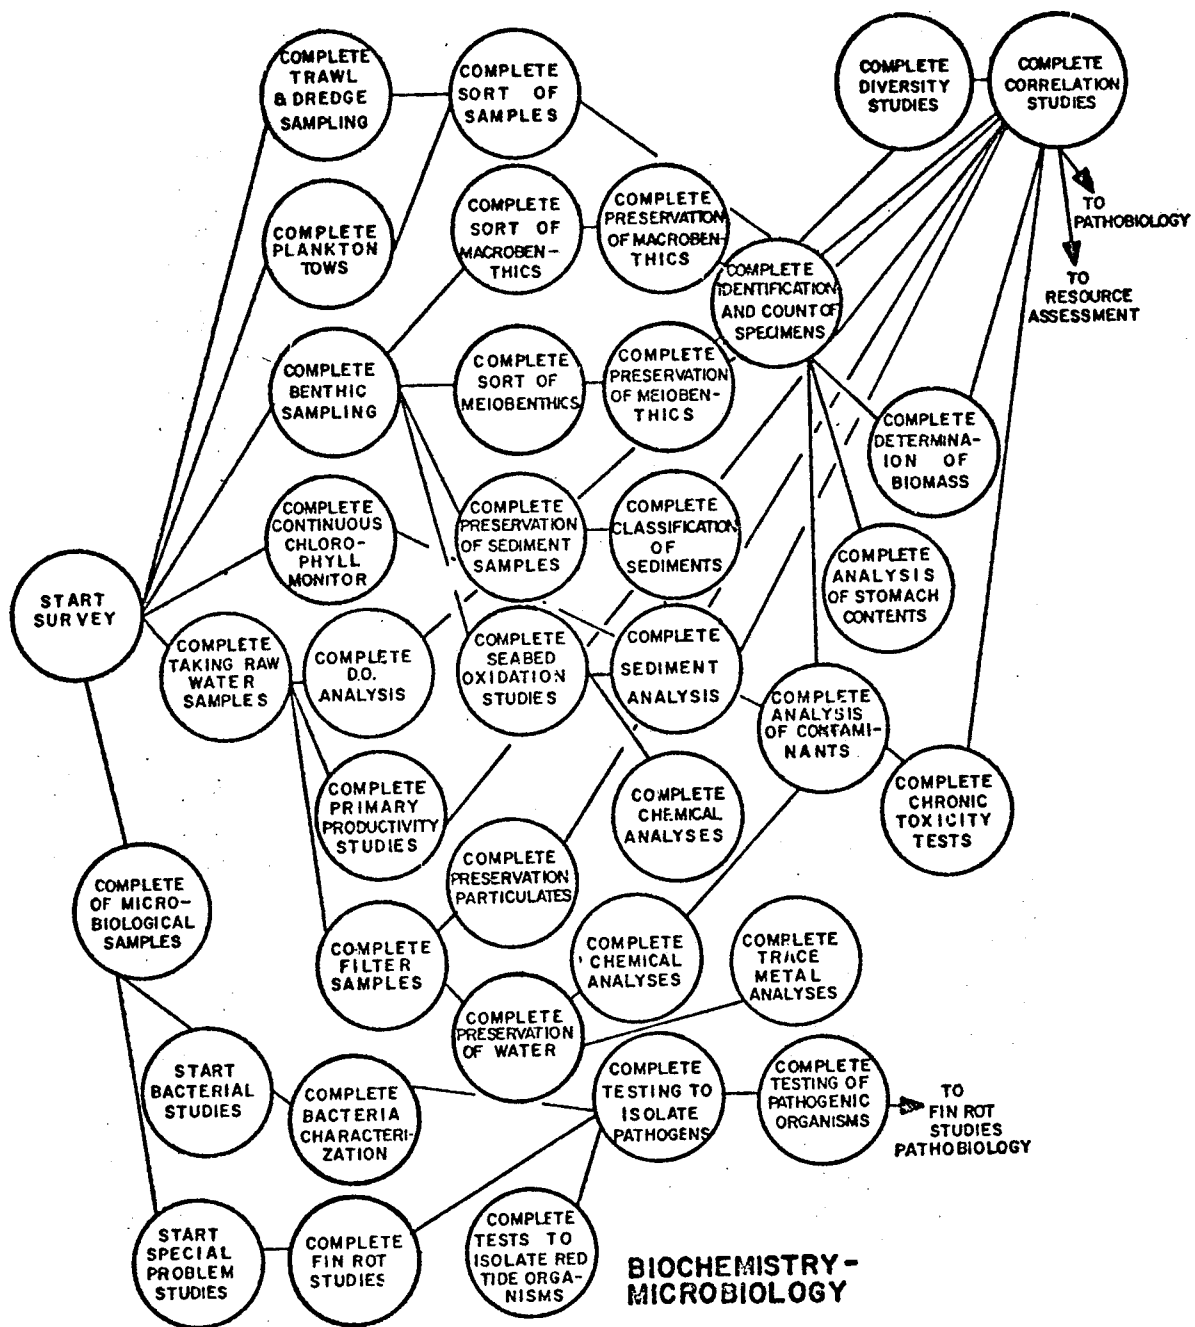 COMPLETE
TRAWL
& DREDGE
SAMPLING
COMPLETE
SORT OF
SAMPLES
COMPLETE
DIVERSITY
STUDIES
COMPLETE
CORRELATION
STUDIES
TO
PATHOBIOLOGY
TO
RESOURCE
ASSESSMENT
COMPLETE
PLANKTON
TOWS
COMPLETE
SORT OF
MACROBEN-
THICS
COMPLETE
PRESERVATION
OF MACROBEN-
THICS
COMPLETE
IDENTIFICATION
AND COUNT OF
SPECIMENS
COMPLETE
BENTHIC
SAMPLING
COMPLETE
SORT OF
MEIOBENTHICS
COMPLETE
PRESERVATION
OF MEIOBEN-
THICS
COMPLETE
DETERMINA-
ION OF
BIOMASS
COMPLETE
CONTINUOUS
CHLORO-
PHYLL
MONITOR
COMPLETE
PRESERVATION
OF SEDIMENT
SAMPLES
COMPLETE
CLASSIFICATION
OF
SEDIMENTS
COMPLETE
ANALYSIS
OF STOMACH
CONTENTS
START
SURVEY
COMPLETE
TAKING RAW
WATER
SAMPLES
COMPLETE
D.O.
ANALYSIS
COMPLETE
SEABED
OXIDATION
STUDIES
COMPLETE
SEDIMENT
ANALYSIS
COMPLETE
ANALYSIS
OF CONTAMI-
NANTS
COMPLETE
PRIMARY
PRODUCTIVITY
STUDIES
COMPLETE
CHEMICAL
ANALYSES
COMPLETE
CHRONIC
TOXICITY
TESTS
COMPLETE
PRESERVATION
PARTICULATES
COMPLETE
OF MICRO-
BIOLOGICAL
SAMPLES
COMPLETE
FILTER
SAMPLES
COMPLETE
CHEMICAL
ANALYSES
COMPLETE
TRACE
METAL
ANALYSES
COMPLETE
PRESERVATION
OF WATER
START
BACTERIAL
STUDIES
COMPLETE
BACTERIA
CHARACTERI-
ZATION
COMPLETE
TESTING TO
ISOLATE
PATHOGENS
COMPLETE
TESTING OF
PATHOGENIC
ORGANISMS
TO
FIN ROT
STUDIES
PATHOBIOLOGY
START
SPECIAL
PROBLEM
STUDIES
COMPLETE
FIN ROT
STUDIES
COMPLETE
TESTS TO
ISOLATE RED
TIDE ORGA-
NISMS
BIOCHEMISTRY-
MICROBIOLOGY